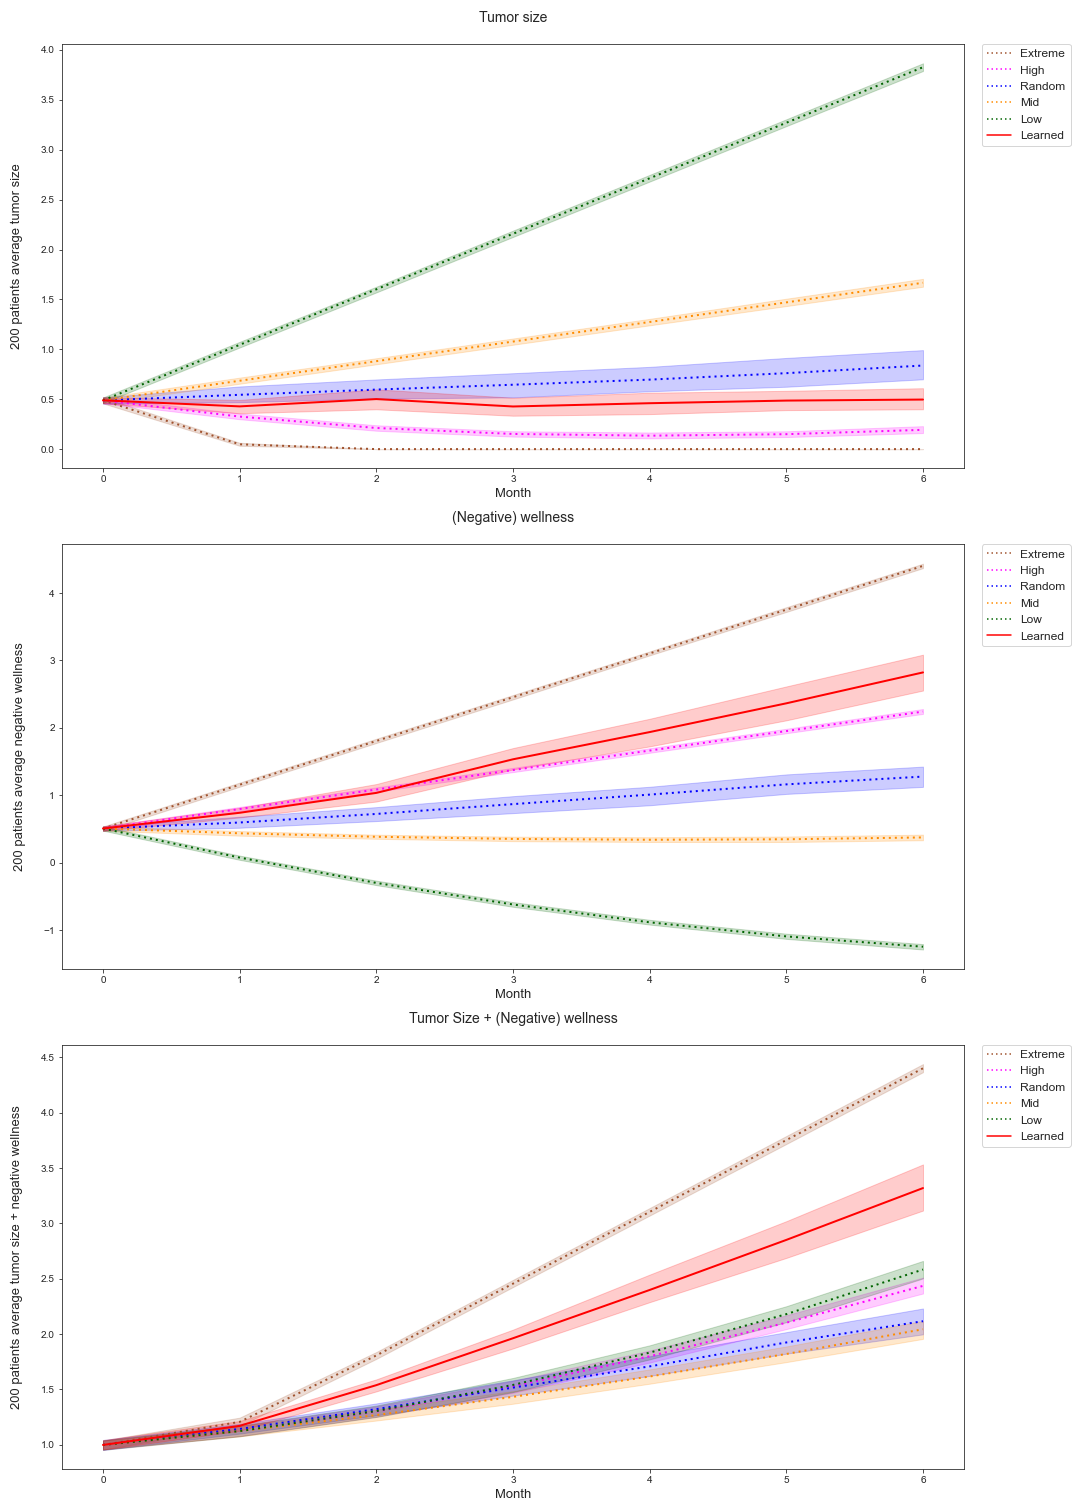 Tumor size
4.0
3.5
3.0
2.5
2.0
1.5
1.0
0.5
0.0
200 patients average tumor size
0 1 2 3 4 5 6
Month
Extreme
High
Random
Mid
Low
Learned
(Negative) wellness
4
3
2
1
0
−1
200 patients average negative wellness
0 1 2 3 4 5 6
Month
Extreme
High
Random
Mid
Low
Learned
Tumor Size + (Negative) wellness
4.5
4.0
3.5
3.0
2.5
2.0
1.5
1.0
200 patients average tumor size + negative wellness
0 1 2 3 4 5 6
Month
Extreme
High
Random
Mid
Low
Learned